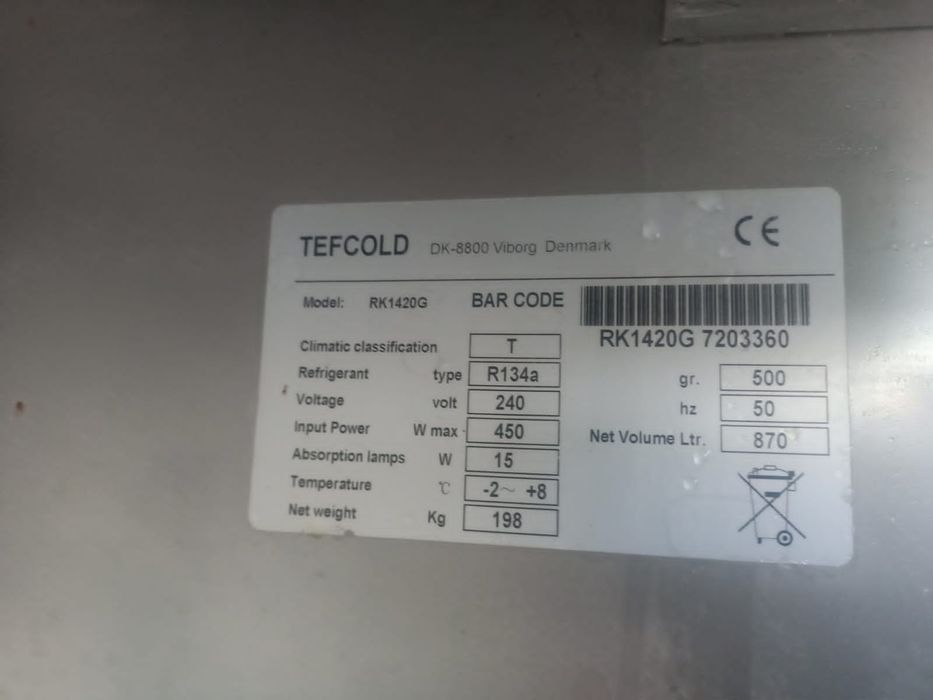 TEFCOLD DK-8800 Viborg Denmark CE
Model: RK1420G BAR CODE
RK1420G 7203360
Climatic classification T
Refrigerant type R134a gr. 500
Voltage volt 240 hz 50
Input Power W max 450 Net Volume Ltr. 870
Absorption lamps W 15
Temperature °C -2~ +8
Net weight Kg 198